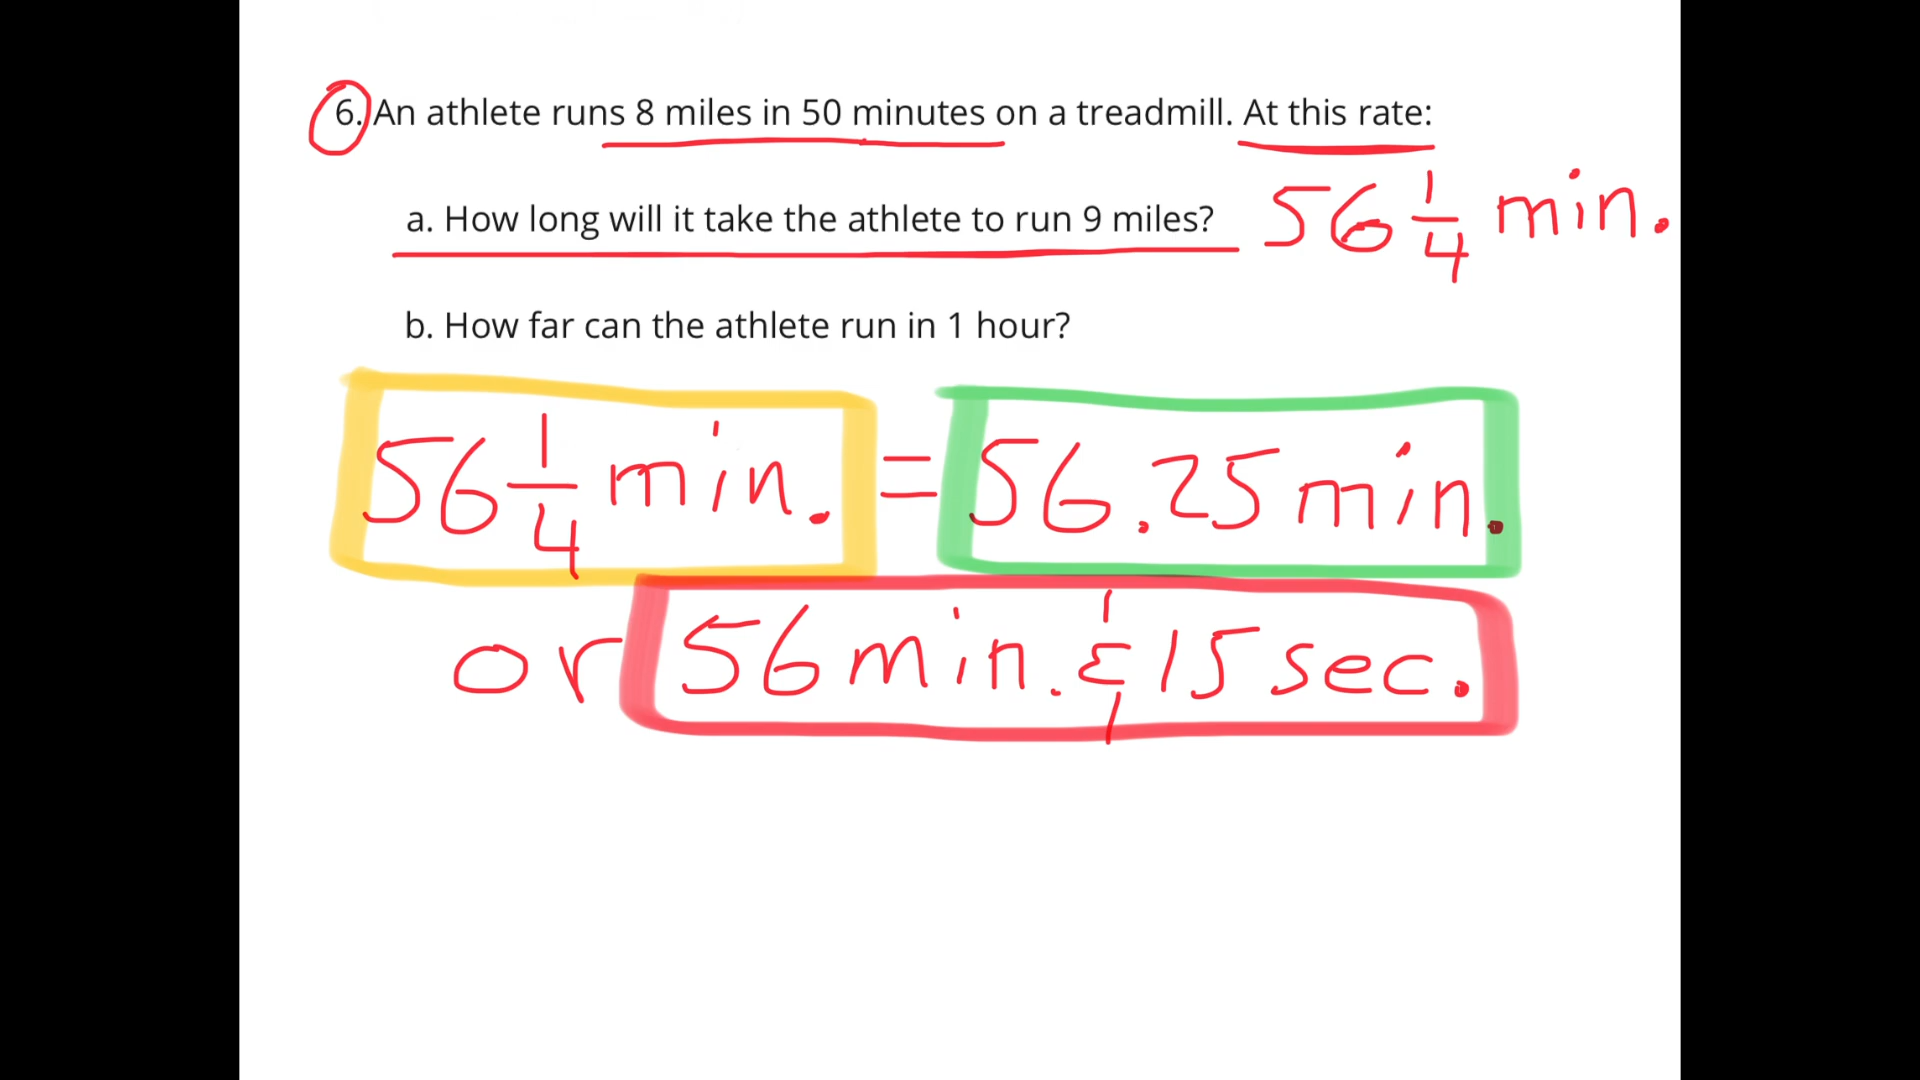 6. An athlete runs 8 miles in 50 minutes on a treadmill. At this rate:
a. How long will it take the athlete to run 9 miles? 56 1/4 min.
b. How far can the athlete run in 1 hour?
56 1/4 min. = 56.25 min.
or 56 min. & 15 sec.